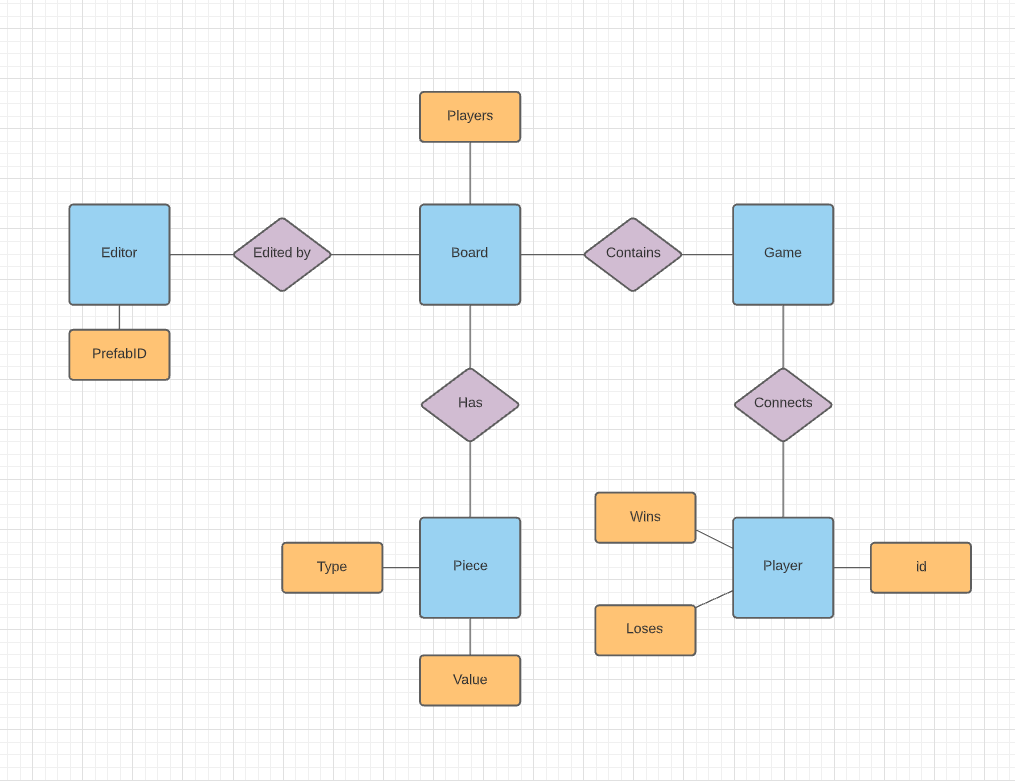 Players
Editor
Edited by
Board
Contains
Game
PrefabID
Has
Connects
Wins
Type
Piece
Player
id
Loses
Value